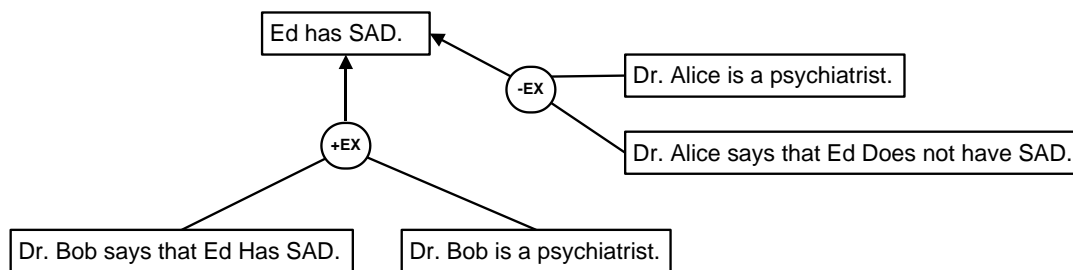 Ed has SAD.
Dr. Alice is a psychiatrist.
-EX
Dr. Alice says that Ed Does not have SAD.
+EX
Dr. Bob says that Ed Has SAD.
Dr. Bob is a psychiatrist.